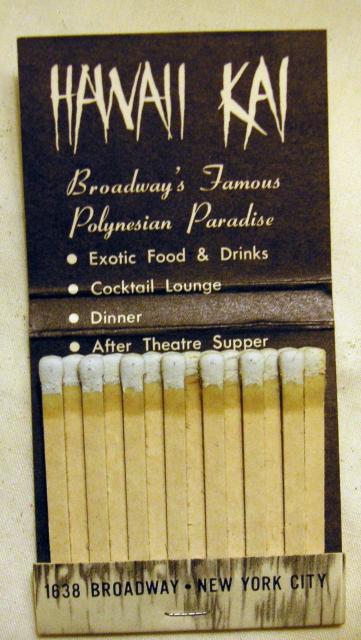 HAWAII KAI
Broadway's Famous
Polynesian Paradise
• Exotic Food & Drinks
• Cocktail Lounge
• Dinner
• After Theatre Supper
1638 BROADWAY • NEW YORK CITY